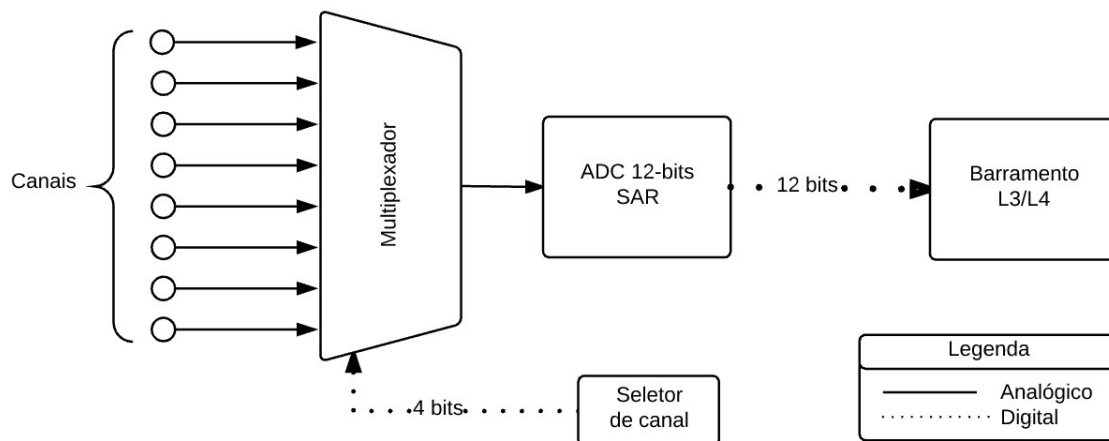 Canais
Multiplexador
ADC 12-bits
SAR
12 bits
Barramento
L3/L4
4 bits
Seletor
de canal
Legenda
Analógico
Digital